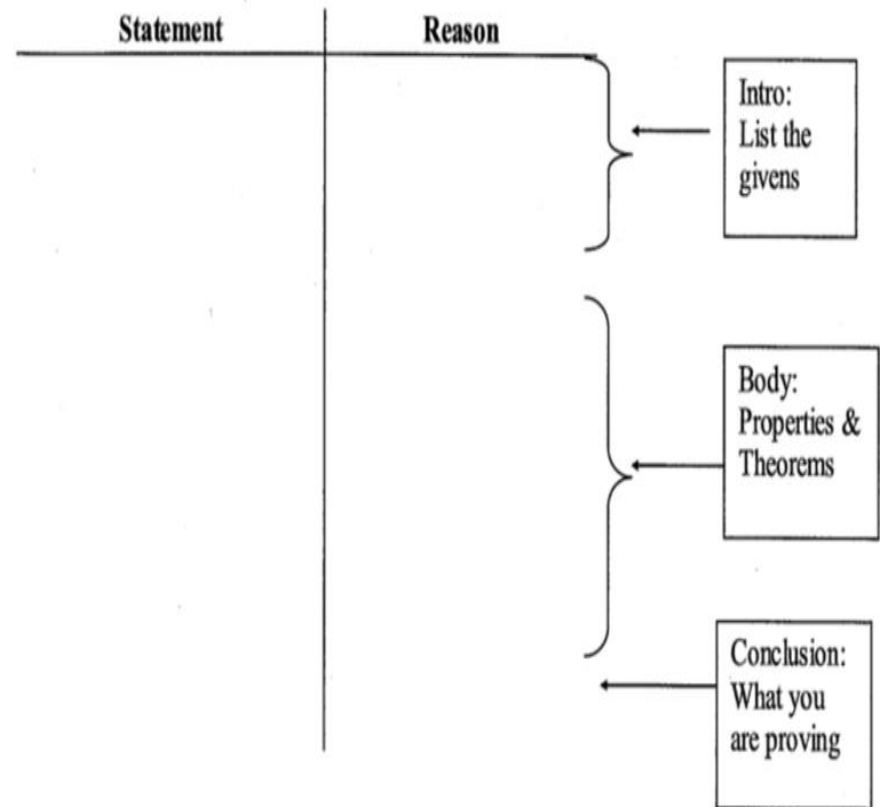 Statement Reason
Intro:
List the
givens
Body:
Properties &
Theorems
Conclusion:
What you
are proving